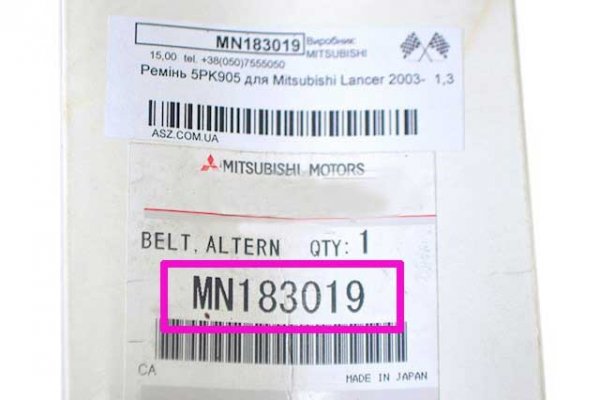 MN183019 Виробник:
MITSUBISHI
15,00 tel. +38(050)7555050
Ремінь 5PK905 для Mitsubishi Lancer 2003- 1,3
ASZ.COM.UA
MITSUBISHI MOTORS
BELT, ALTERN QTY: 1
MN183019
CA
MADE IN JAPAN